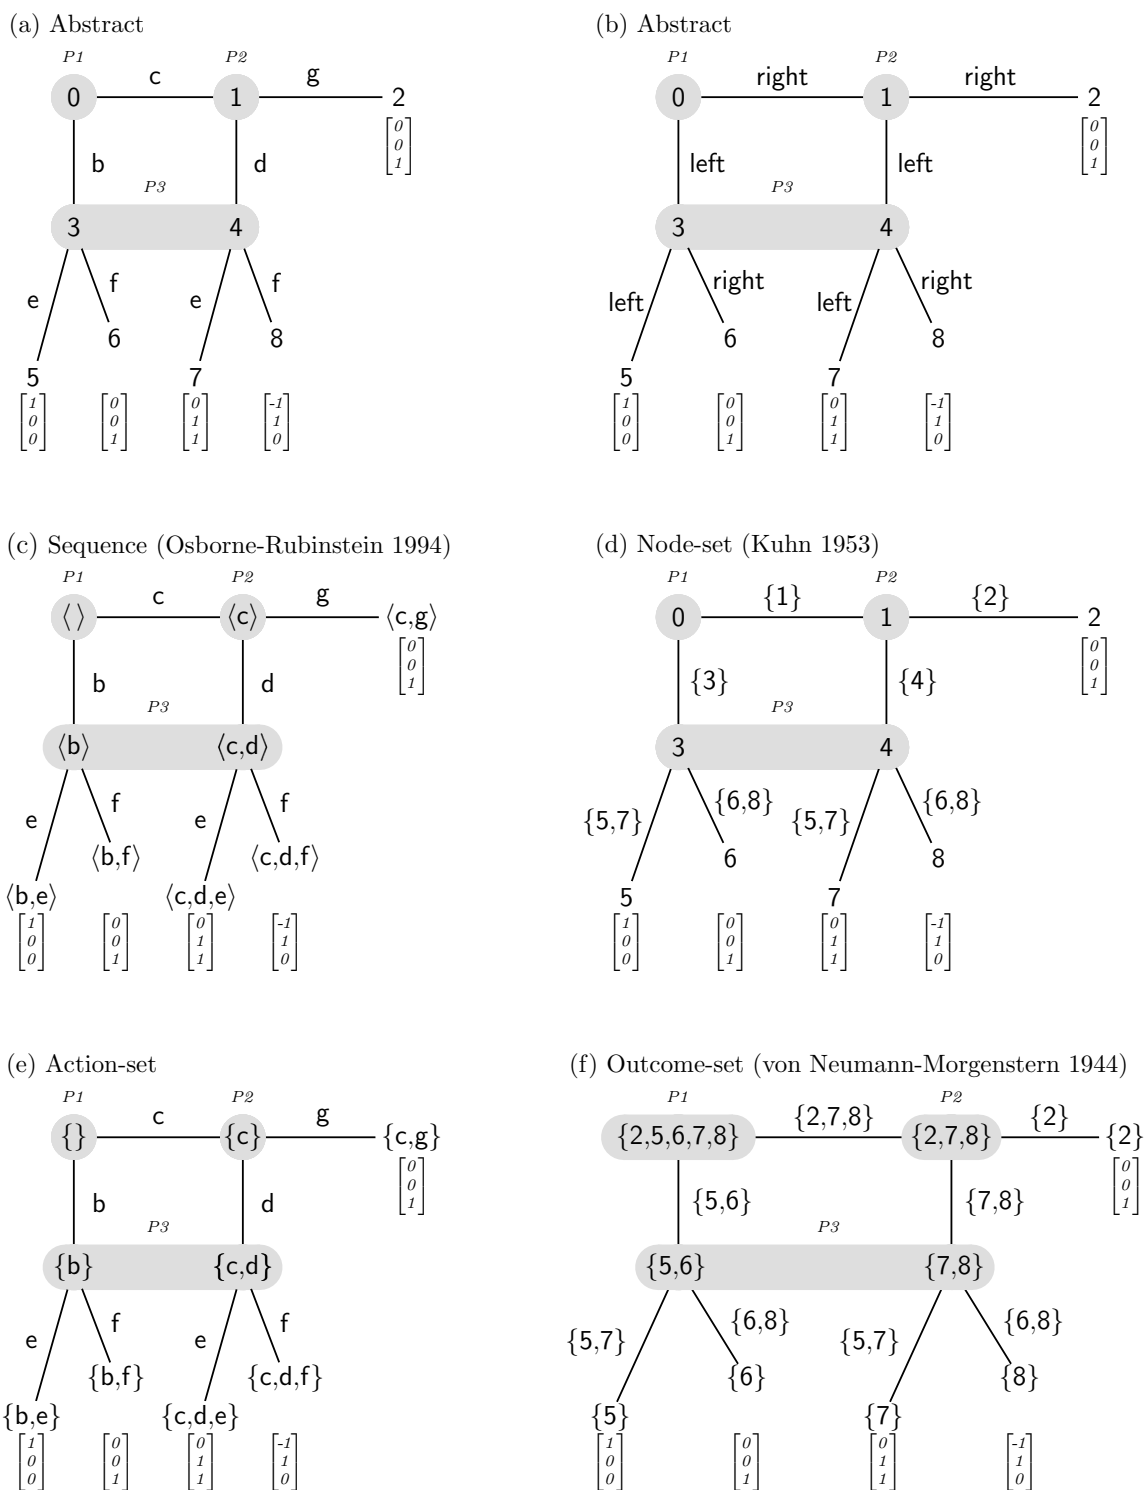 (a) Abstract
P1 P2
0 c 1 g 2
[0 0 1]
b d
P3
3 4
e f e f
6 8
5 7
[1 0 0] [0 0 1] [0 1 1] [-1 1 0]
(b) Abstract
P1 P2
0 right 1 right 2
[0 0 1]
left left
P3
3 4
left right left right
6 8
5 7
[1 0 0] [0 0 1] [0 1 1] [-1 1 0]
(c) Sequence (Osborne-Rubinstein 1994)
P1 P2
⟨ ⟩ c ⟨c⟩ g ⟨c,g⟩
[0 0 1]
b d
P3
⟨b⟩ ⟨c,d⟩
e f e f
⟨b,f⟩ ⟨c,d,f⟩
⟨b,e⟩ ⟨c,d,e⟩
[1 0 0] [0 0 1] [0 1 1] [-1 1 0]
(d) Node-set (Kuhn 1953)
P1 P2
0 {1} 1 {2} 2
[0 0 1]
{3} {4}
P3
3 4
{5,7} {6,8} {5,7} {6,8}
6 8
5 7
[1 0 0] [0 0 1] [0 1 1] [-1 1 0]
(e) Action-set
P1 P2
{} c {c} g {c,g}
[0 0 1]
b d
P3
{b} {c,d}
e f e f
{b,f} {c,d,f}
{b,e} {c,d,e}
[1 0 0] [0 0 1] [0 1 1] [-1 1 0]
(f) Outcome-set (von Neumann-Morgenstern 1944)
P1 P2
{2,5,6,7,8} {2,7,8} {2,7,8} {2} {2}
[0 0 1]
{5,6} {7,8}
P3
{5,6} {7,8}
{5,7} {6,8} {5,7} {6,8}
{6} {8}
{5} {7}
[1 0 0] [0 0 1] [0 1 1] [-1 1 0]